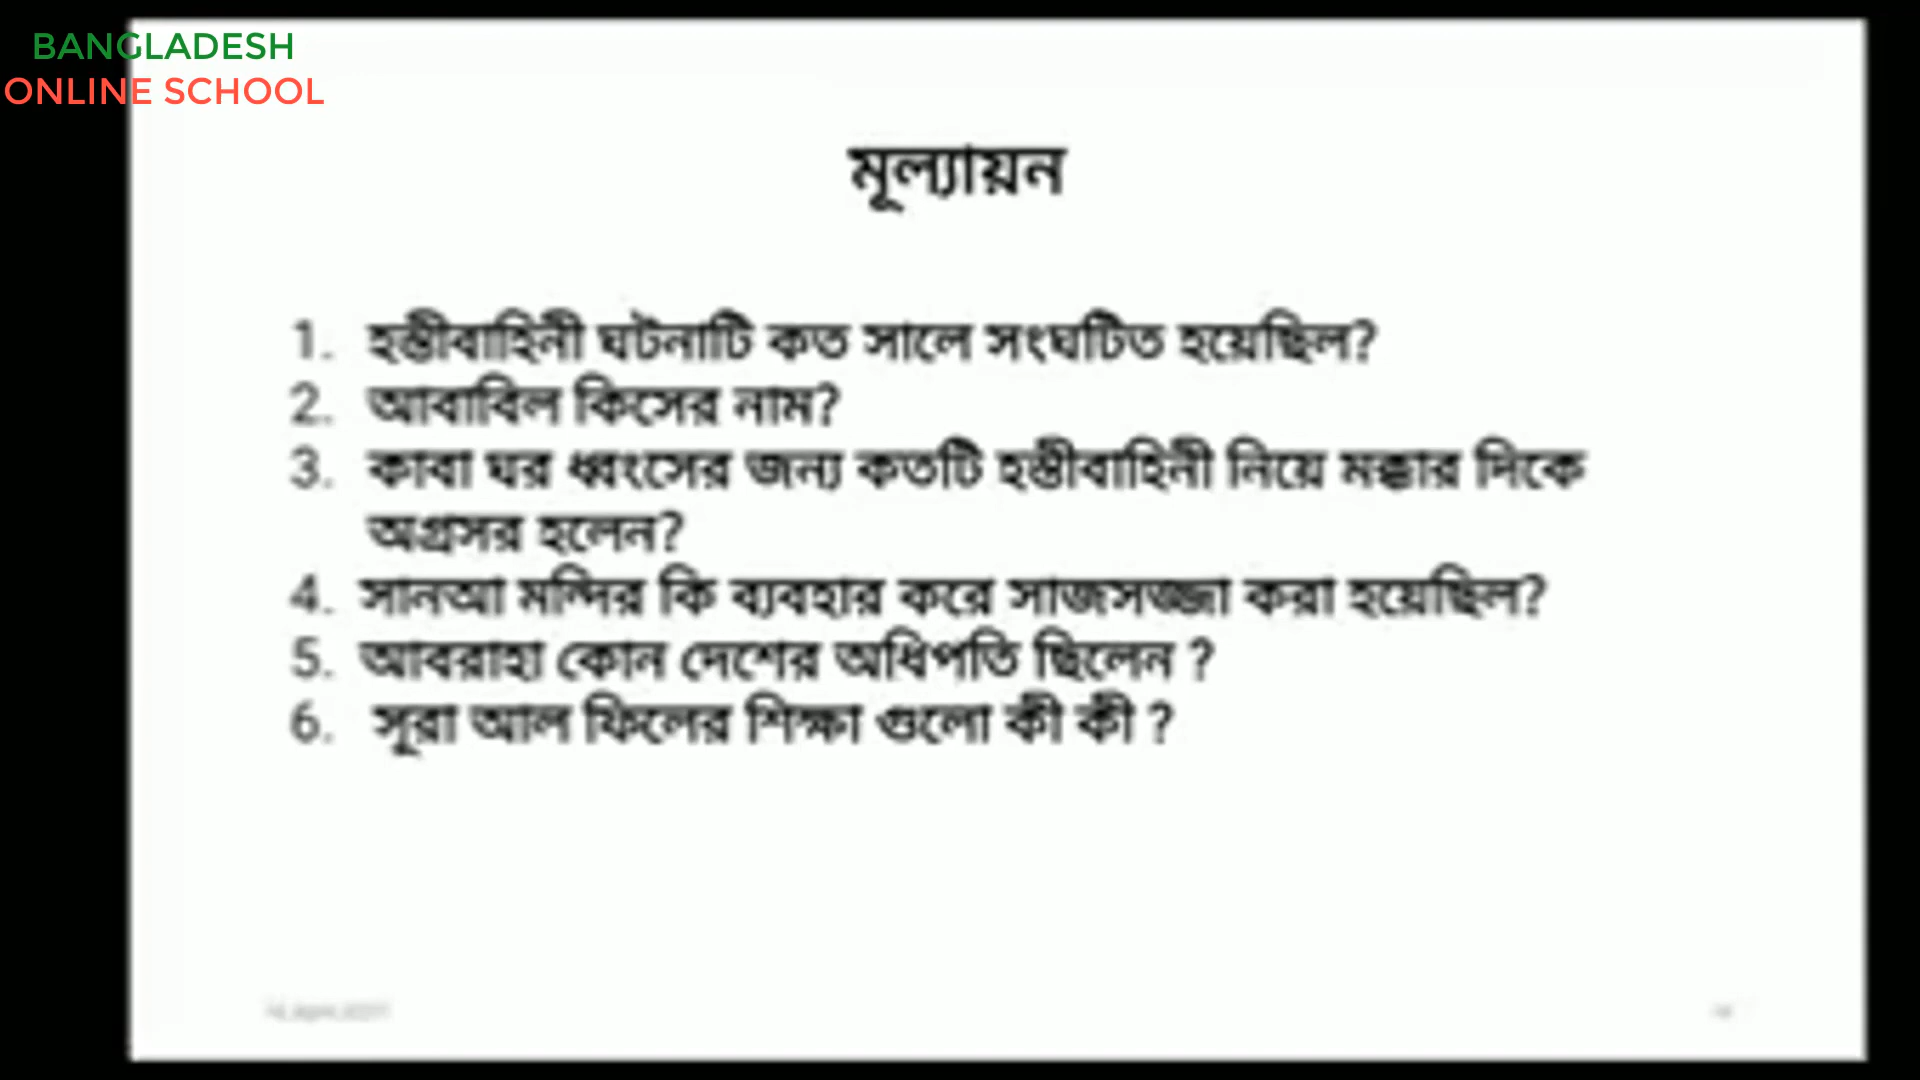 BANGLADESH
ONLINE SCHOOL
মূল্যায়ন
1. হস্তীবাহিনী ঘটনাটি কত সালে সংঘটিত হয়েছিল?
2. আবাবিল কিসের নাম?
3. কাবা ঘর ধ্বংসের জন্য কতটি হস্তীবাহিনী নিয়ে মক্কার দিকে
অগ্রসর হলেন?
4. সানআ মন্দির কি ব্যবহার করে সাজসজ্জা করা হয়েছিল?
5. আবরাহা কোন দেশের অধিপতি ছিলেন ?
6. সূরা আল ফিলের শিক্ষা গুলো কী কী ?